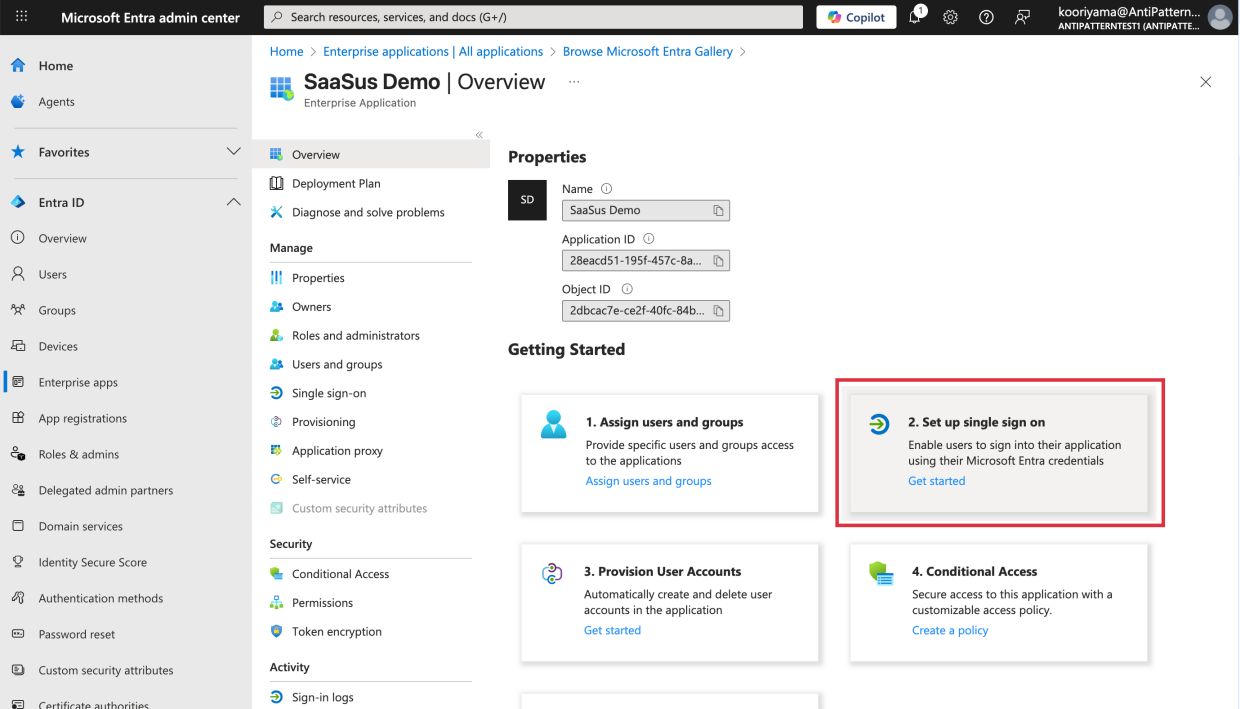 Microsoft Entra admin center
Search resources, services, and docs (G+/)
Copilot
1
kooriyama@AntiPattern...
ANTIPATTERNTEST1 (ANTIPATTE...
Home
Agents
Favorites
Entra ID
Overview
Users
Groups
Devices
Enterprise apps
App registrations
Roles & admins
Delegated admin partners
Domain services
Identity Secure Score
Authentication methods
Password reset
Custom security attributes
Certificate authorities
Home > Enterprise applications | All applications > Browse Microsoft Entra Gallery >
SaaSus Demo | Overview ...
Enterprise Application
Overview
Deployment Plan
Diagnose and solve problems
Manage
Properties
Owners
Roles and administrators
Users and groups
Single sign-on
Provisioning
Application proxy
Self-service
Custom security attributes
Security
Conditional Access
Permissions
Token encryption
Activity
Sign-in logs
Properties
SD
Name
SaaSus Demo
Application ID
28eacd51-195f-457c-8a...
Object ID
2dbcac7e-ce2f-40fc-84b...
Getting Started
1. Assign users and groups
Provide specific users and groups access
to the applications
Assign users and groups
2. Set up single sign on
Enable users to sign into their application
using their Microsoft Entra credentials
Get started
3. Provision User Accounts
Automatically create and delete user
accounts in the application
Get started
4. Conditional Access
Secure access to this application with a
customizable access policy.
Create a policy